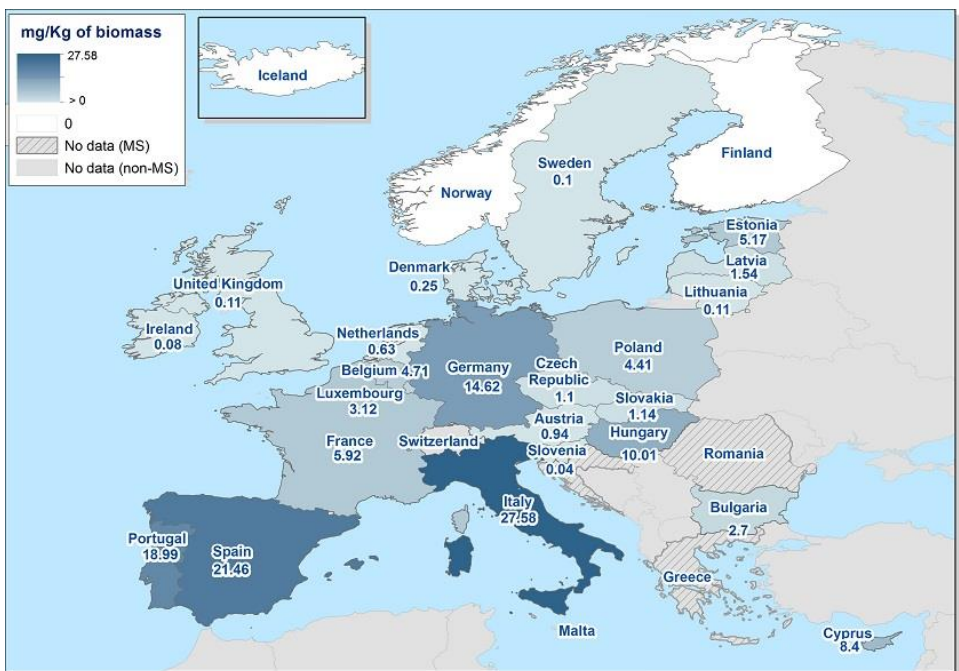 mg/Kg of biomass
27.58
> 0
0
No data (MS)
No data (non-MS)
Iceland
Norway
Sweden
0.1
Finland
Estonia
5.17
Latvia
1.54
Lithuania
0.11
Denmark
0.25
United Kingdom
0.11
Ireland
0.08
Netherlands
0.63
Belgium 4.71
Luxembourg
3.12
Germany
14.62
Poland
4.41
Czech
Republic
1.1
Slovakia
1.14
Austria
0.94
Hungary
10.01
Slovenia
0.04
Switzerland
France
5.92
Romania
Bulgaria
2.7
Italy
27.58
Portugal
18.99
Spain
21.46
Greece
Malta
Cyprus
8.4